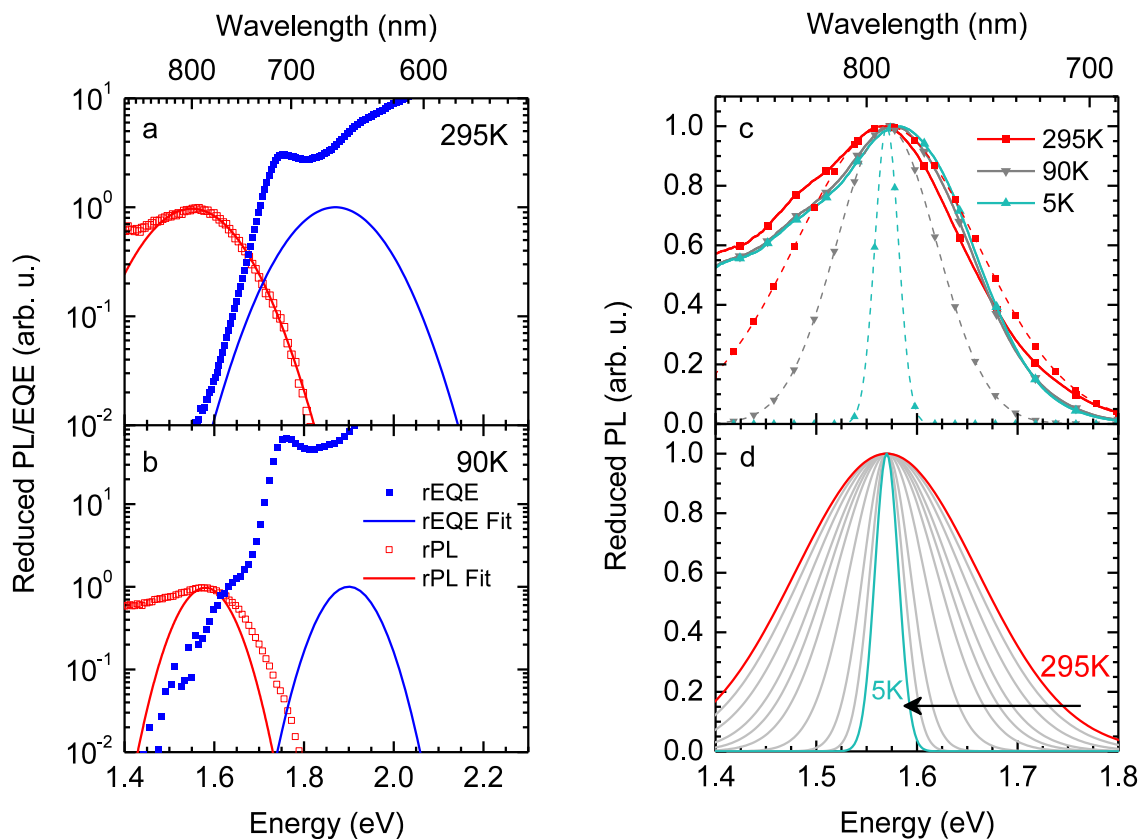 Wavelength (nm)
800 700 600
Reduced PL/EQE (arb. u.)
10^1
10^0
10^-1
10^-2
a
295K
10^1
10^0
10^-1
10^-2
b
90K
rEQE
rEQE Fit
rPL
rPL Fit
1.4 1.6 1.8 2.0 2.2
Energy (eV)
Wavelength (nm)
800 700
Reduced PL (arb. u.)
1.0
0.8
0.6
0.4
0.2
0.0
c
295K
90K
5K
1.0
0.8
0.6
0.4
0.2
0.0
d
295K
5K
1.4 1.5 1.6 1.7 1.8
Energy (eV)